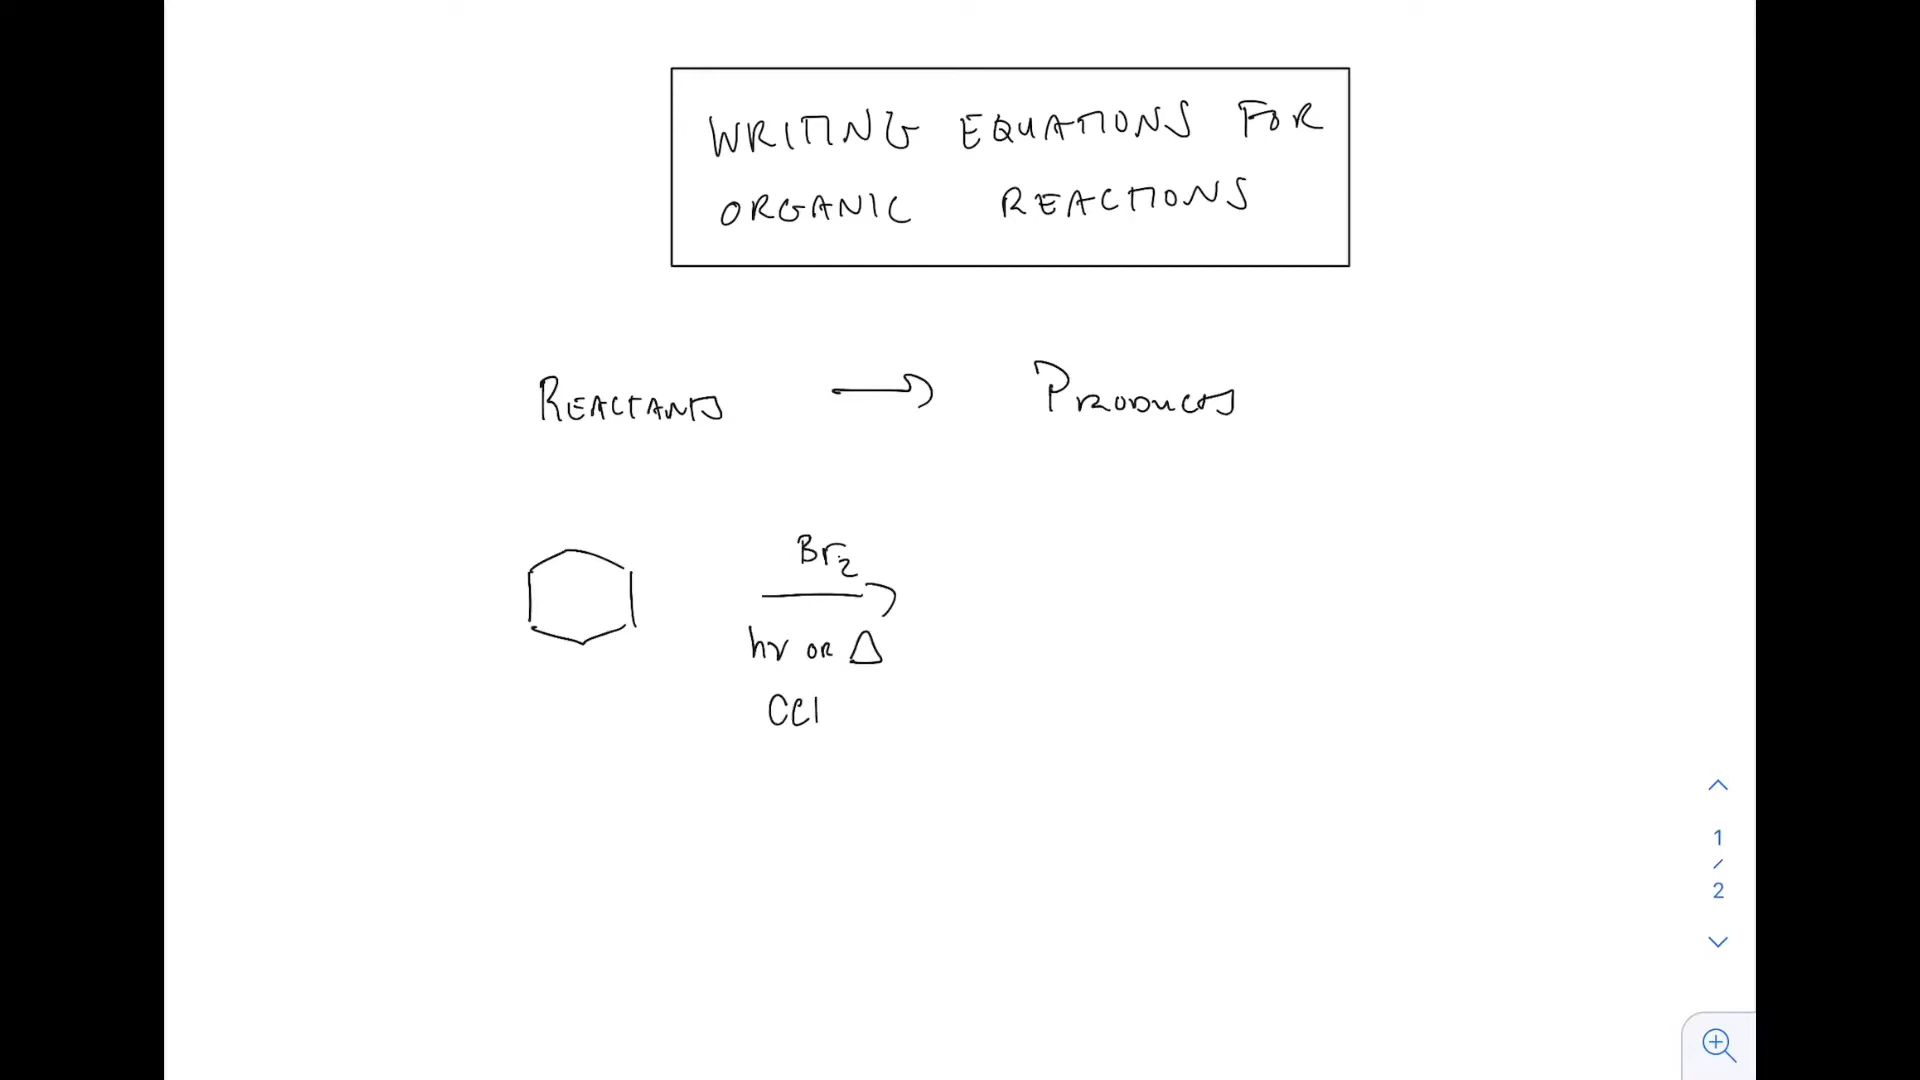 WRITING EQUATIONS FOR
ORGANIC REACTIONS
REACTANTS → PRODUCTS
Br₂
hν OR Δ
CCl
1
/
2